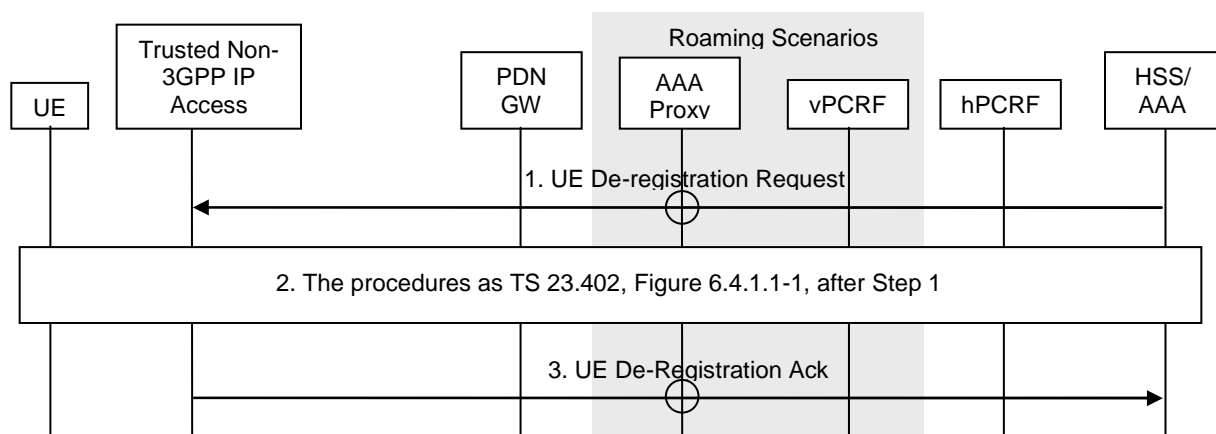 Roaming Scenarios
UE
Trusted Non-
3GPP IP
Access
PDN
GW
AAA
Proxy
vPCRF
hPCRF
HSS/
AAA
1. UE De-registration Request
2. The procedures as TS 23.402, Figure 6.4.1.1-1, after Step 1
3. UE De-Registration Ack